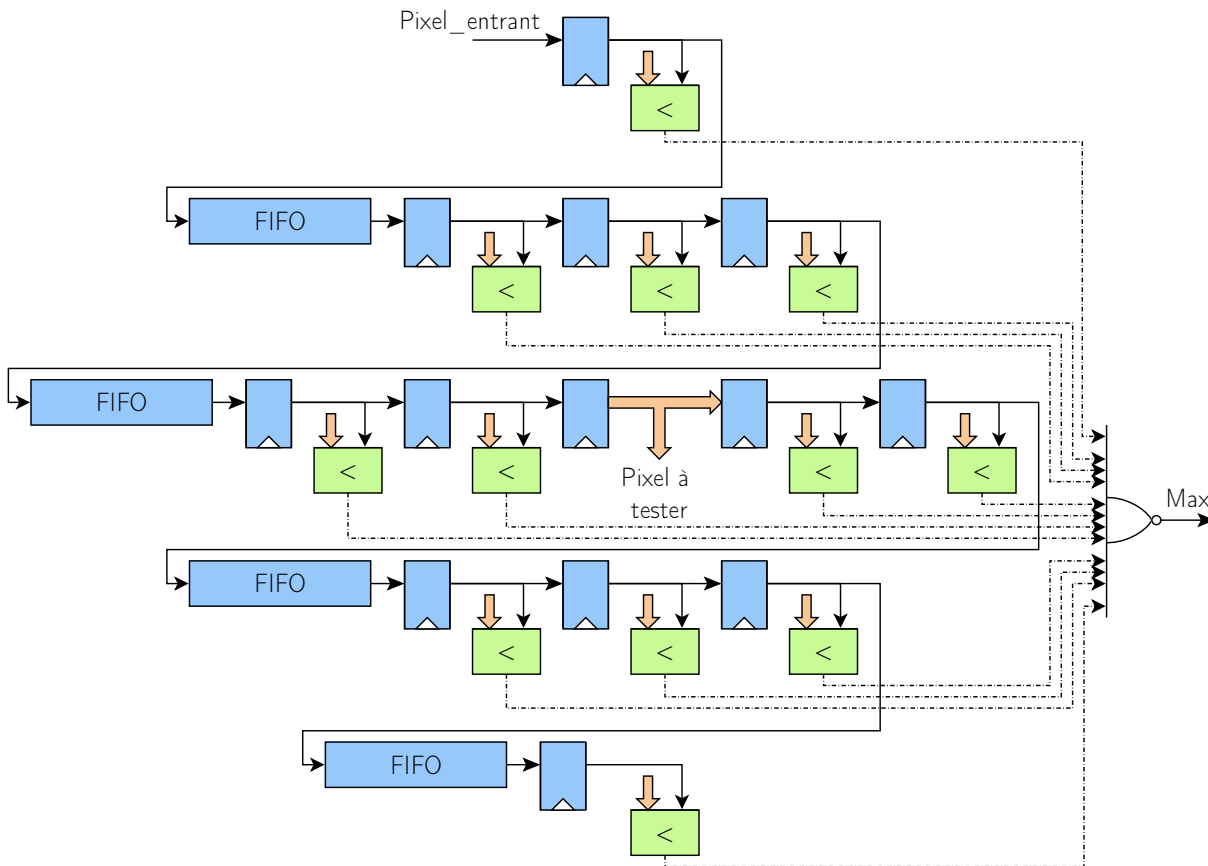 Pixel_entrant
<
FIFO
< < <
FIFO
< < < <
Pixel à
tester
Max
FIFO
< < <
FIFO
<